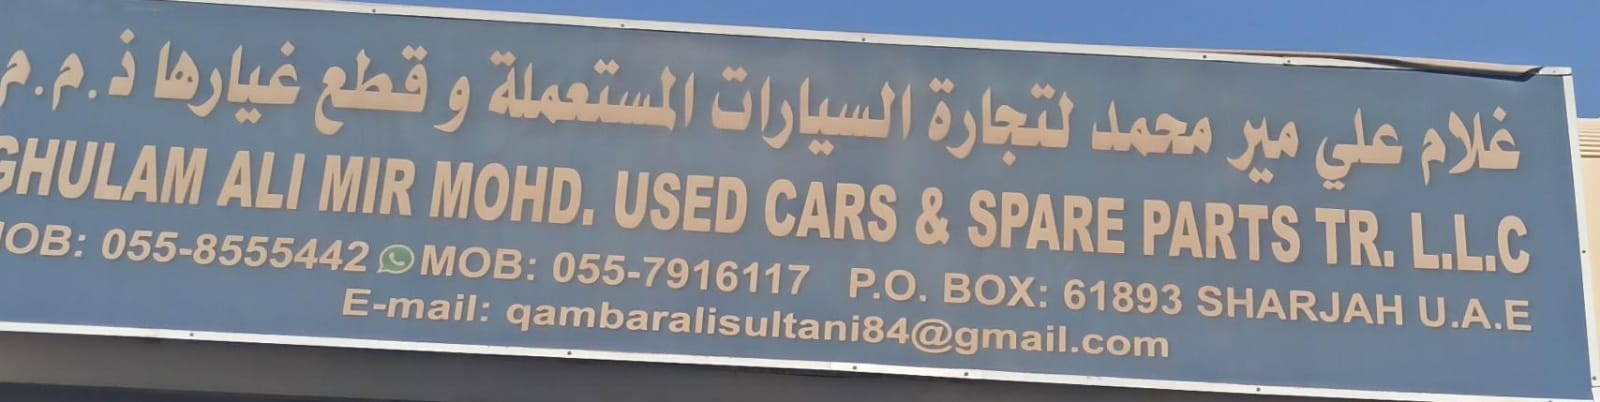 غلام علي مير محمد لتجارة السيارات المستعملة و قطع غيارها ذ.م.م
GHULAM ALI MIR MOHD. USED CARS & SPARE PARTS TR. L.L.C
MOB: 055-8555442 MOB: 055-7916117 P.O. BOX: 61893 SHARJAH U.A.E
E-mail: qambaralisultani84@gmail.com